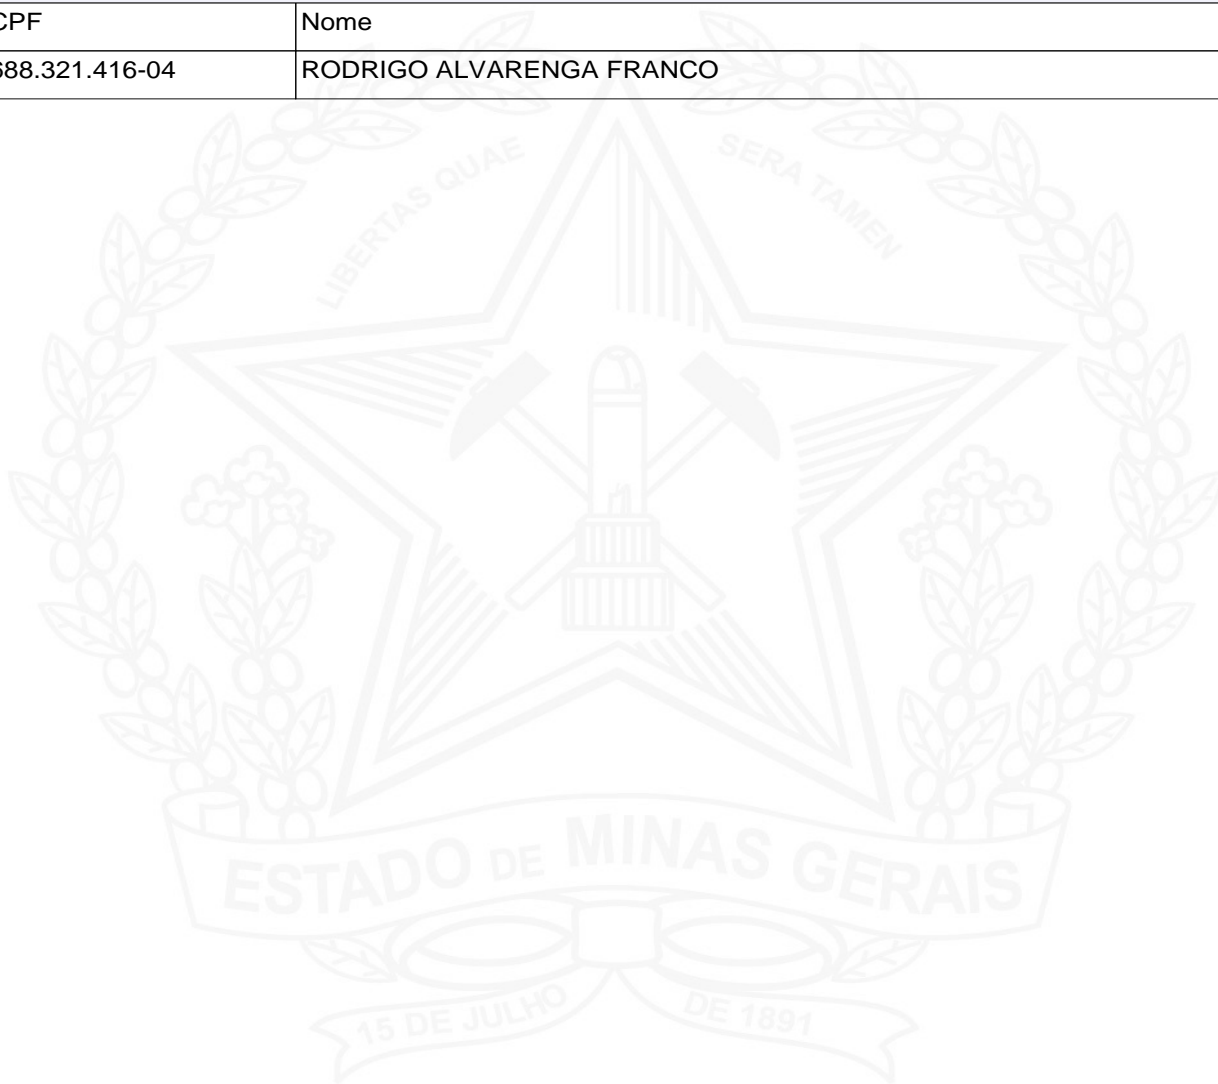 CPF Nome
688.321.416-04 RODRIGO ALVARENGA FRANCO
LIBERTAS QUAE SERA TAMEN
ESTADO DE MINAS GERAIS
15 DE JULHO DE 1891